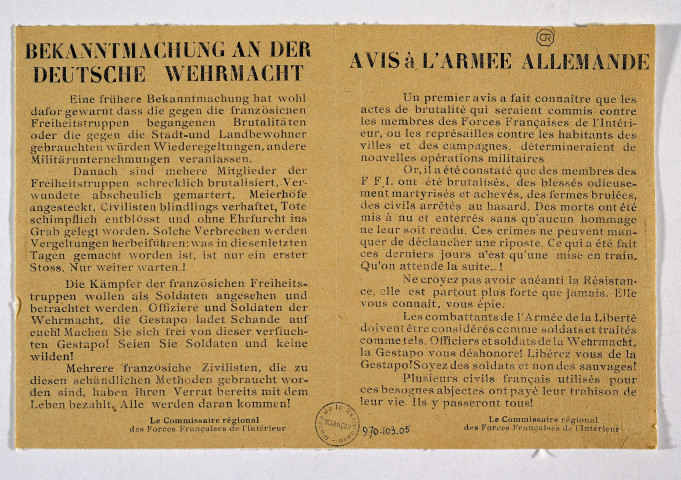 BEKANNTMACHUNG AN DER
DEUTSCHE WEHRMACHT
Eine frühere Bekanntmachung hat wohl
dafor gewarnt dass die gegen die französicnen
Freiheitstruppen begangenen Brutalitäten
oder die gegen die Stadt-und Landbewohner
gebrauchten würden Wiederegeltungen, andere
Militärunternehmungen veranlassen.
Danach sind mehere Mitglieder der
Freiheitstruppen schrecklich brutalisiert, Ver-
wundete abscheulich gemartert, Meierhöfe
angesteckt, Civilisten blindlings verhaftet, Tote
schimpflich entblösst und ohne Ehrfurcht ins
Grab gelegt worden. Solche Verbrechen werden
Vergeltungen herbeiführen: was in diesenletzten
Tagen gemacht worden ist, ist nur ein erster
Stoss. Nur weiter warten.!
Die Kämpfer der französichen Freiheits-
truppen wollen als Soldaten angesehen und
betrachtet werden. Offiziere und Soldaten der
Wehrmacht, die Gestapo ladet Schande auf
euch! Machen Sie sich frei von dieser verfluch-
ten Gestapo! Seien Sie Soldaten und keine
wilden!
Mehrere französiche Zivilisten, die zu
diesen schändlichen Methoden gebraucht wor-
den sind, haben ihren Verrat bereits mit dem
Leben bezahlt. Alle werden daran kommen!
Le Commissaire régional
des Forces Françaises de l'Intérieur
CR
AVIS à L'ARMEE ALLEMANDE
Un premier avis a fait connaître que les
actes de brutalité qui seraient commis contre
les membres des Forces Françaises de l'Intéri-
eur, ou les représailles contre les habitants des
villes et des campagnes, détermineraient de
nouvelles opérations militaires
Or, il a été constaté que des membres des
F F I. ont été brutalisés, des blessés odieuse-
ment martyrisés et achevés, des fermes brulées,
des civils arrêtés au hasard. Des morts ont été
mis à nu et enterrés sans qu'aucun hommage
ne leur soit rendu. Ces crimes ne peuvent man-
quer de déclancher une riposte. Ce qui a été fait
ces derniers jours n'est qu'une mise en train.
Qu'on attende la suite..!
Ne croyez pas avoir anéanti la Résistan-
ce, elle est partout plus forte que jamais. Elle
vous connait, vous épie.
Les combattants de l'Armée de la Liberté
doivent être considérés comme soldats et traités
comme tels. Officiers et soldats de la Wehrmacht,
la Gestapo vous déshonore! Libérez vous de la
Gestapo! Soyez des soldats et non des sauvages!
Plusieurs civils français utilisés pour
ces besognes abjectes ont payé leur trahison de
leur vie. Ils y passeront tous!
Le Commissaire régional
des Forces Françaises de l'Intérieur
Musée de la Résistance
BESANÇON
970.103.05